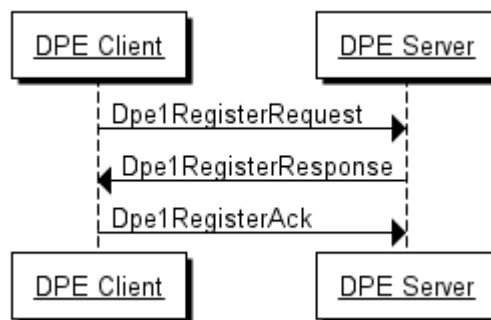 DPE Client
DPE Server
Dpe1RegisterRequest
Dpe1RegisterResponse
Dpe1RegisterAck
DPE Client
DPE Server